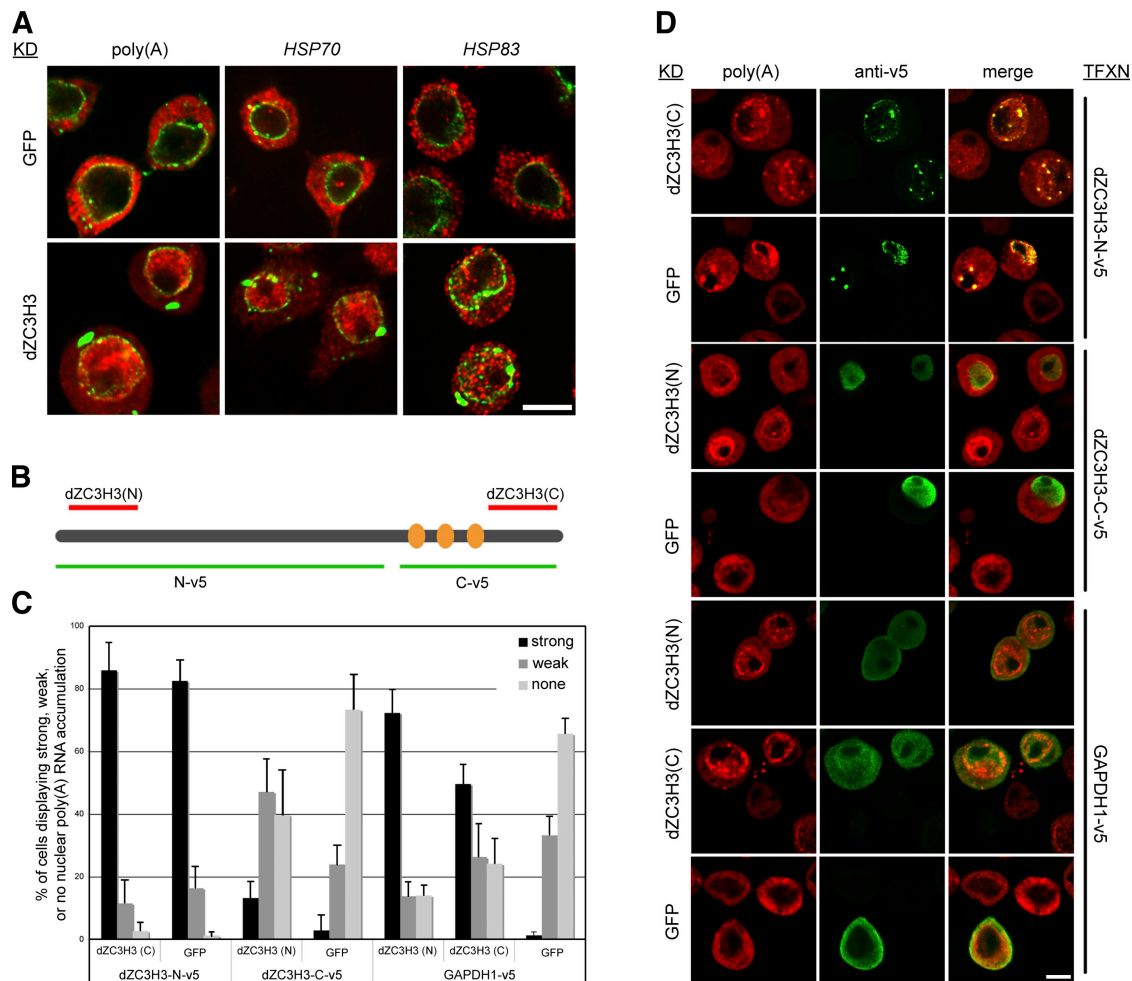 A
KD
poly(A)
HSP70
HSP83
GFP
dZC3H3
B
dZC3H3(N)
dZC3H3(C)
N-v5
C-v5
C
% of cells displaying strong, weak,
or no nuclear poly(A) RNA accumulation
100
80
60
40
20
0
strong
weak
none
dZC3H3 (C)
GFP
dZC3H3 (N)
GFP
dZC3H3 (N)
dZC3H3 (C)
GFP
dZC3H3-N-v5
dZC3H3-C-v5
GAPDH1-v5
D
KD
poly(A)
anti-v5
merge
TFXN
dZC3H3(C)
GFP
dZC3H3-N-v5
dZC3H3(N)
GFP
dZC3H3-C-v5
dZC3H3(N)
dZC3H3(C)
GFP
GAPDH1-v5